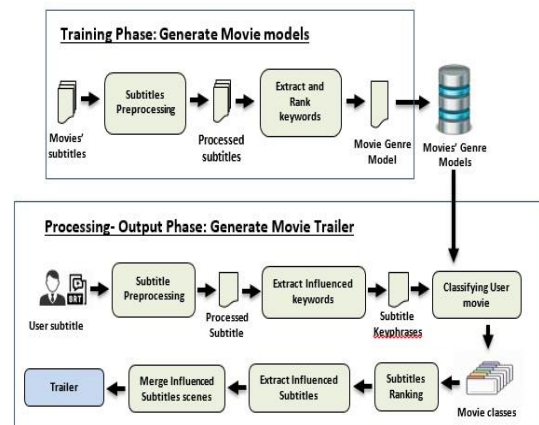 Training Phase: Generate Movie models
Subtitles
Preprocessing
Extract and
Rank
keywords
Movies'
subtitles
Processed
subtitles
Movie Genre
Model
Movies' Genre
Models
Processing- Output Phase: Generate Movie Trailer
SRT
User subtitle
Subtitle
Preprocessing
Processed
Subtitle
Extract Influenced
keywords
Subtitle
Keyphrases
Classifying User
movie
Trailer
Merge Influenced
Subtitles scenes
Extract Influenced
Subtitles
Subtitles
Ranking
Movie classes